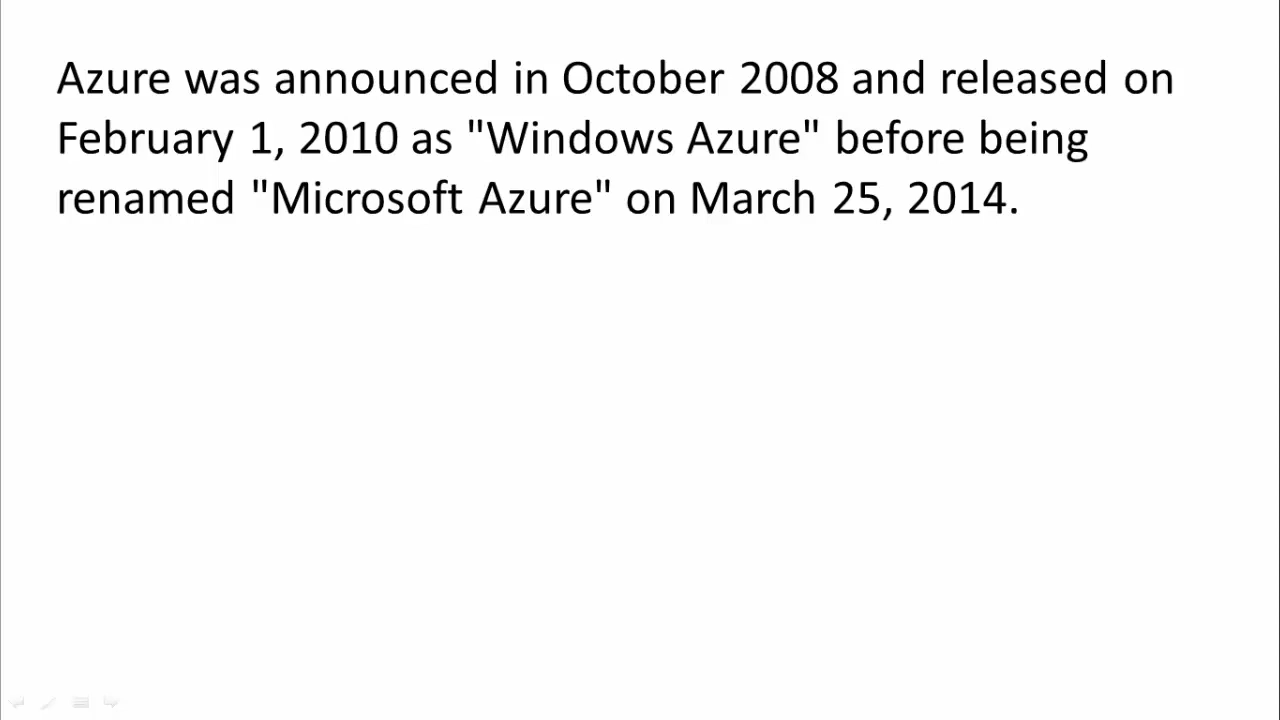 Azure was announced in October 2008 and released on
February 1, 2010 as "Windows Azure" before being
renamed "Microsoft Azure" on March 25, 2014.